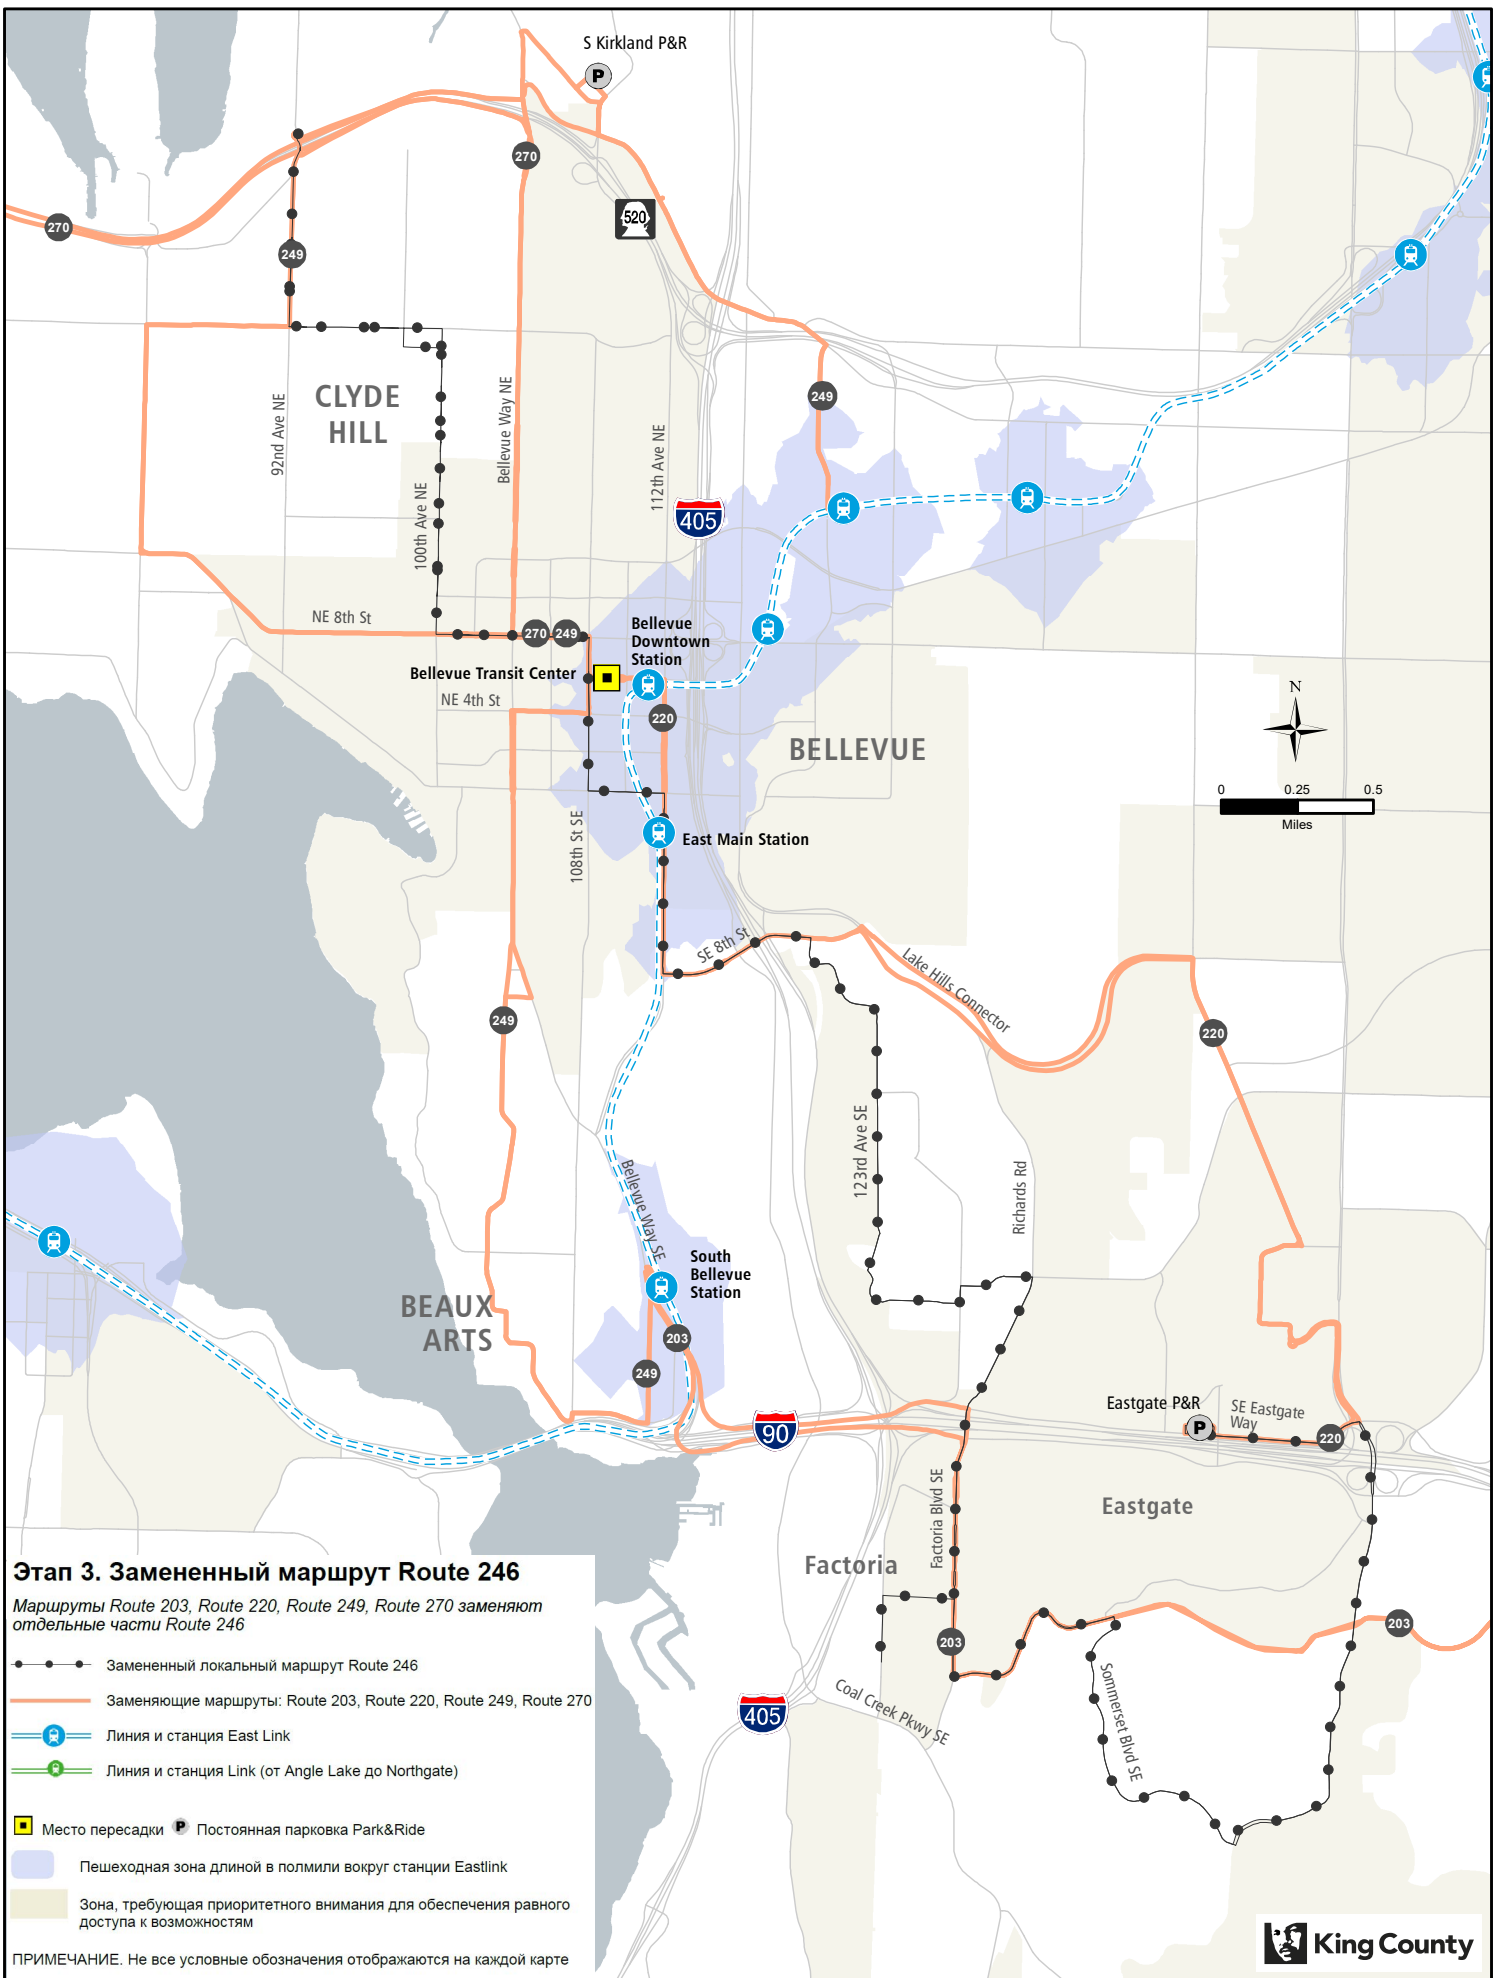 S Kirkland P&R
P
270
520
270
249
CLYDE
HILL
92nd Ave NE
Bellevue Way NE
112th Ave NE
249
100th Ave NE
405
NE 8th St
270
249
Bellevue
Downtown
Station
Bellevue Transit Center
NE 4th St
220
BELLEVUE
N
0 0.25 0.5
Miles
108th St SE
East Main Station
SE 8th St
Lake Hills Connector
249
220
123rd Ave SE
Richards Rd
Bellevue Way SE
South
Bellevue
Station
BEAUX
ARTS
203
249
90
Eastgate P&R
P
SE Eastgate
Way
220
Factoria Blvd SE
Eastgate
Factoria
203
203
Sommerset Blvd SE
Coal Creek Pkwy SE
405
Этап 3. Замененный маршрут Route 246
Маршруты Route 203, Route 220, Route 249, Route 270 заменяют
отдельные части Route 246
Замененный локальный маршрут Route 246
Заменяющие маршруты: Route 203, Route 220, Route 249, Route 270
Линия и станция East Link
Линия и станция Link (от Angle Lake до Northgate)
Место пересадки P Постоянная парковка Park&Ride
Пешеходная зона длиной в полмили вокруг станции Eastlink
Зона, требующая приоритетного внимания для обеспечения равного
доступа к возможностям
ПРИМЕЧАНИЕ. Не все условные обозначения отображаются на каждой карте
King County